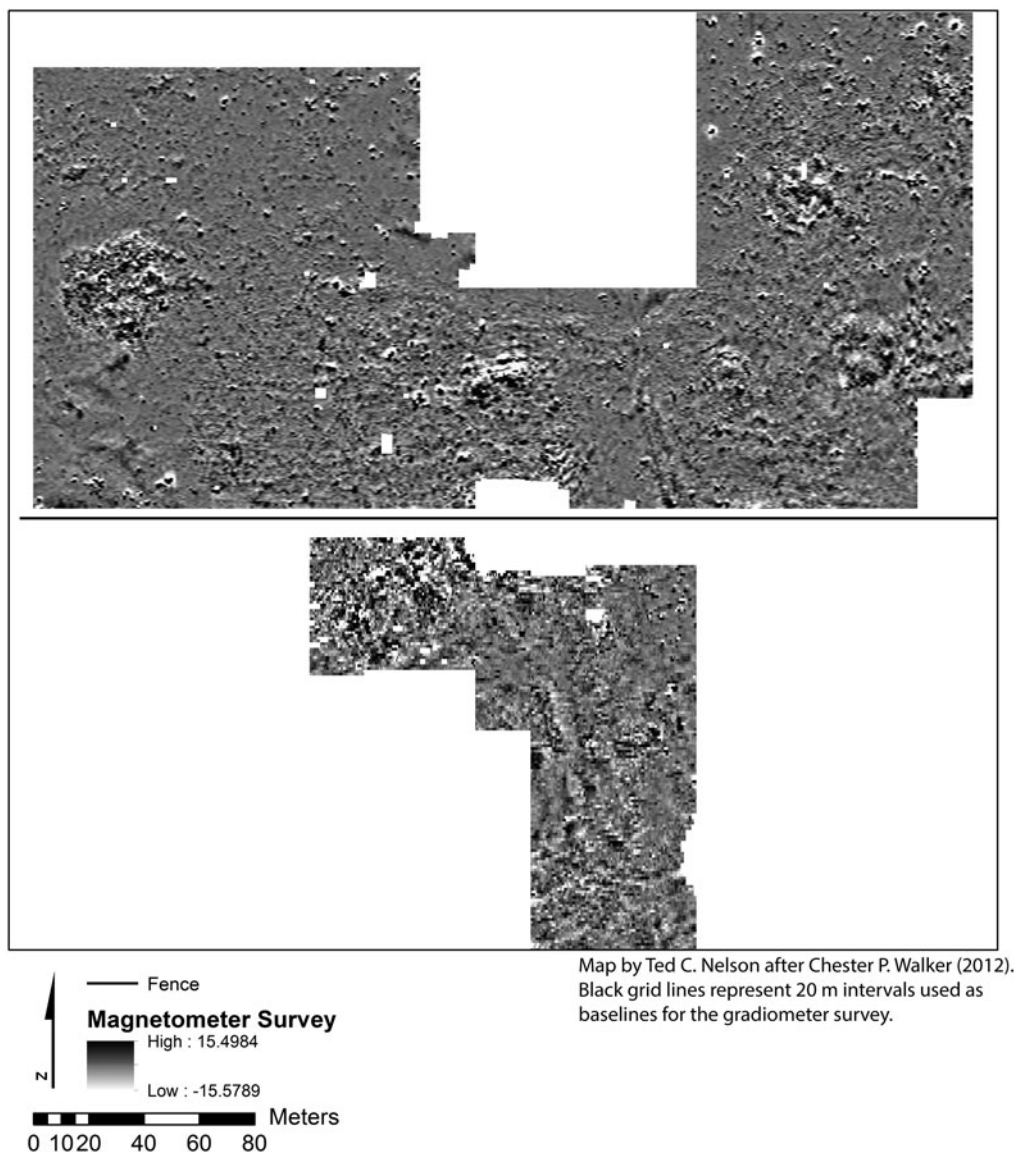 Map by Ted C. Nelson after Chester P. Walker (2012).
Black grid lines represent 20 m intervals used as
baselines for the gradiometer survey.
Fence
Magnetometer Survey
High : 15.4984
Low : -15.5789
N
Meters
0 10 20 40 60 80